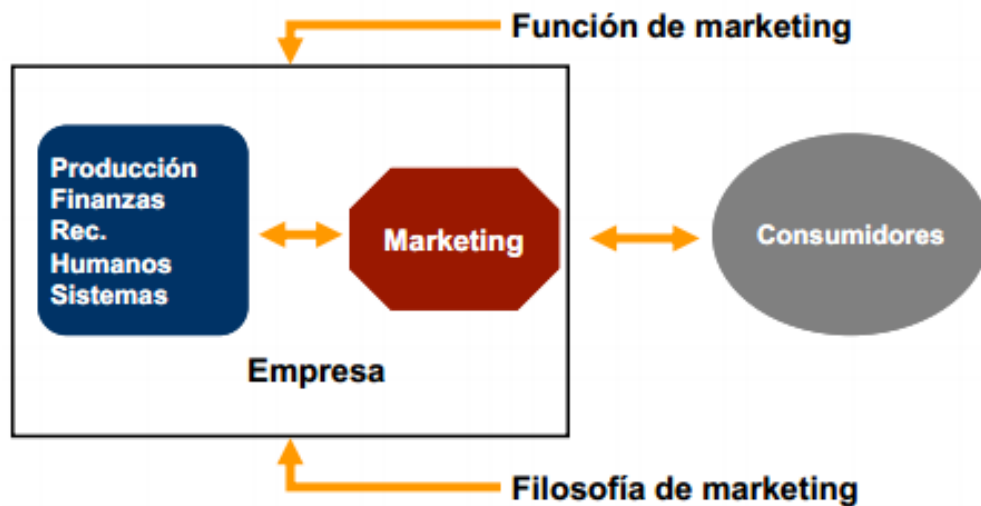 Función de marketing
Producción
Finanzas
Rec.
Humanos
Sistemas
Marketing
Consumidores
Empresa
Filosofía de marketing